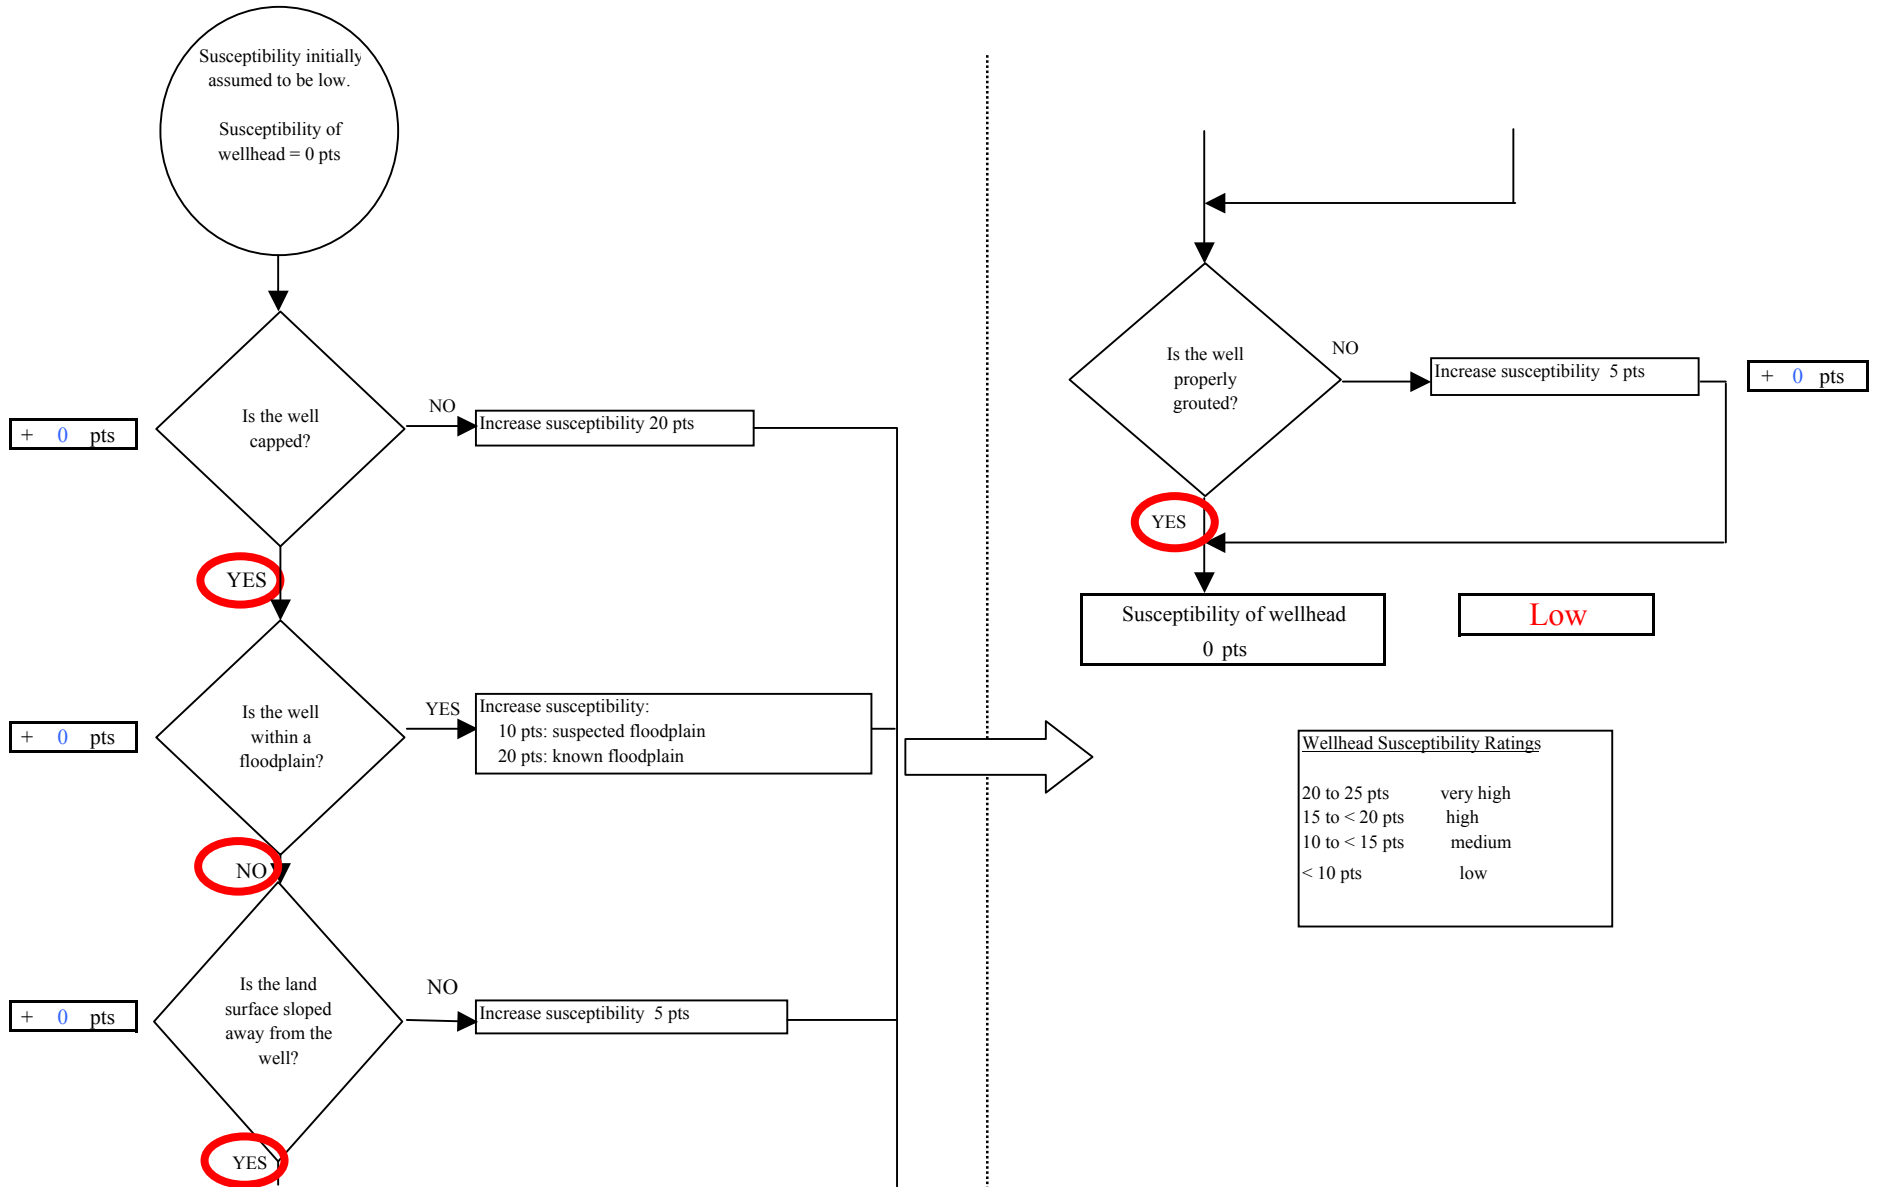 Susceptibility initially
assumed to be low.
Susceptibility of
wellhead = 0 pts
+ 0 pts
Is the well
capped?
NO
Increase susceptibility 20 pts
YES
+ 0 pts
Is the well
within a
floodplain?
YES
Increase susceptibility:
10 pts: suspected floodplain
20 pts: known floodplain
NO
+ 0 pts
Is the land
surface sloped
away from the
well?
NO
Increase susceptibility 5 pts
YES
Is the well
properly
grouted?
NO
Increase susceptibility 5 pts
+ 0 pts
YES
Susceptibility of wellhead
0 pts
Low
Wellhead Susceptibility Ratings
20 to 25 pts very high
15 to < 20 pts high
10 to < 15 pts medium
< 10 pts low